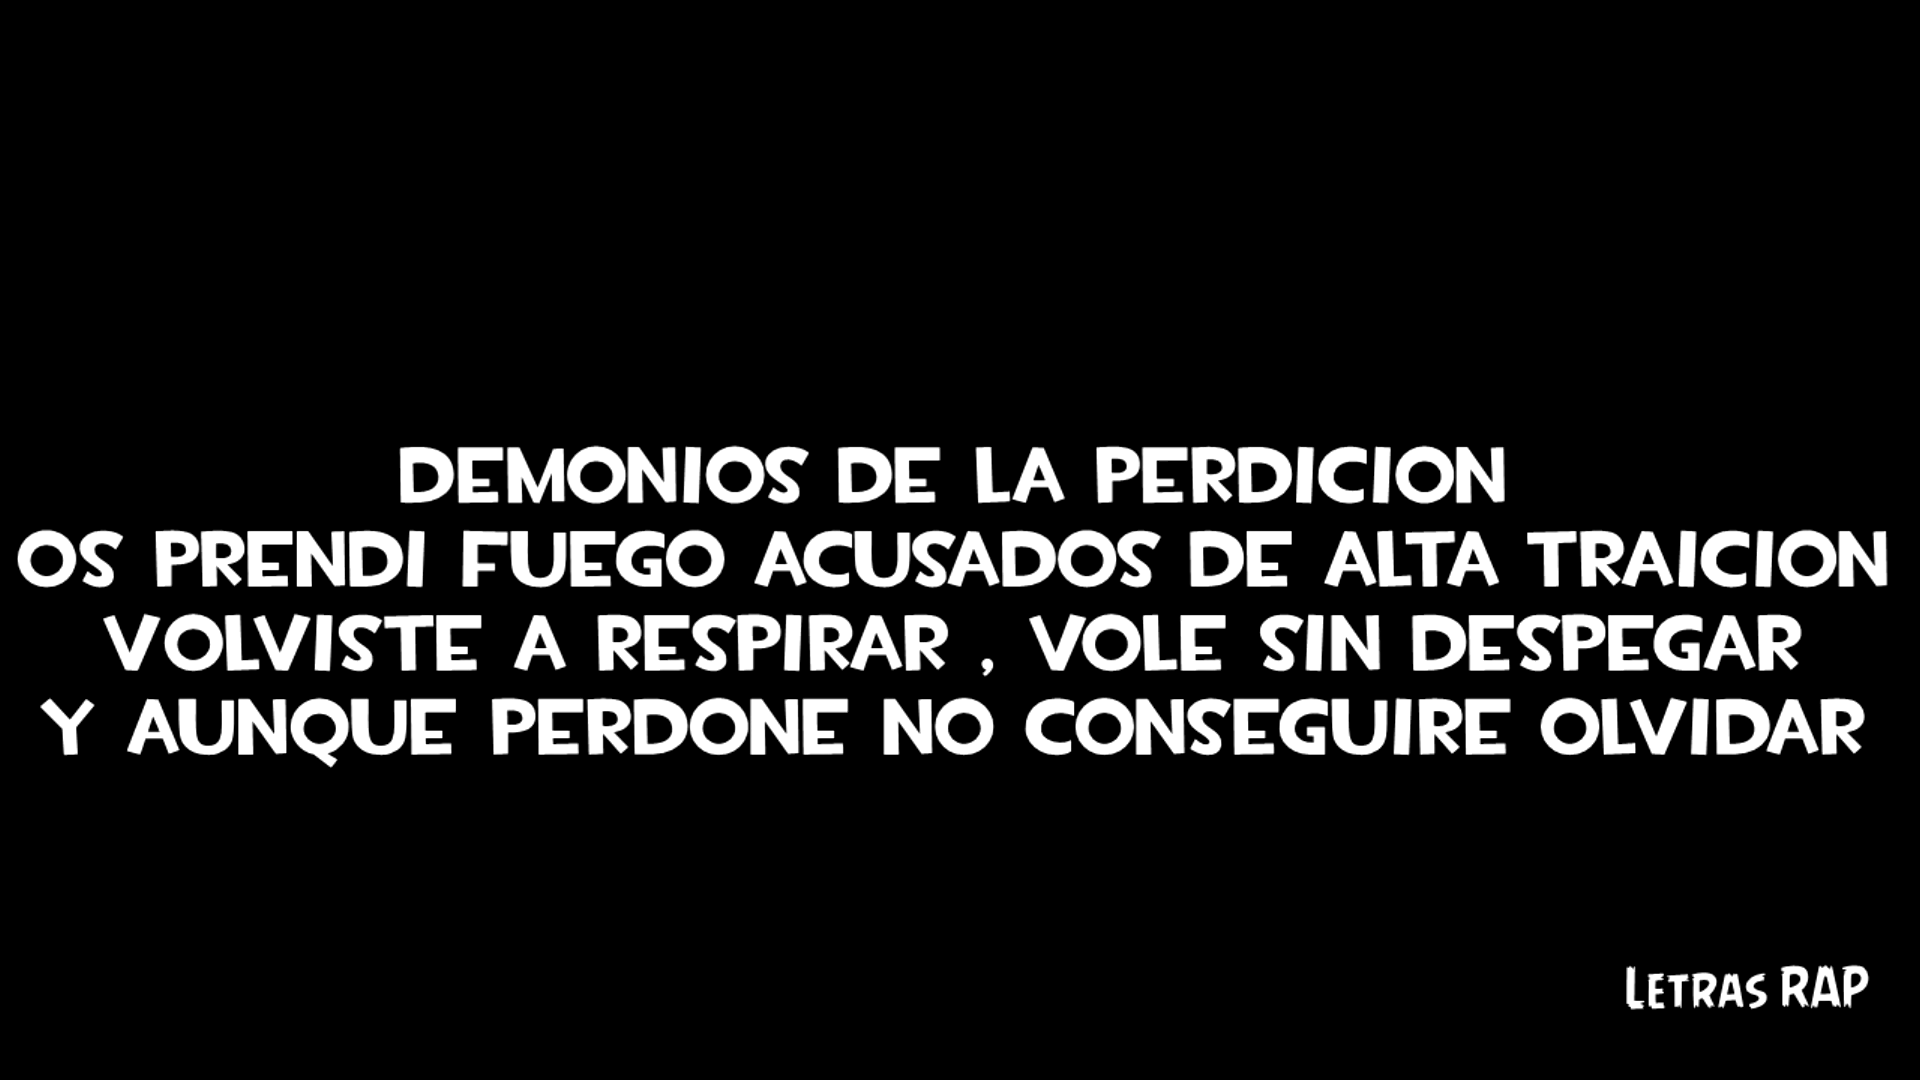 DEMONIOS DE LA PERDICION
OS PRENDI FUEGO ACUSADOS DE ALTA TRAICION
VOLVISTE A RESPIRAR , VOLE SIN DESPEGAR
Y AUNQUE PERDONE NO CONSEGUIRE OLVIDAR
LETRAS RAP